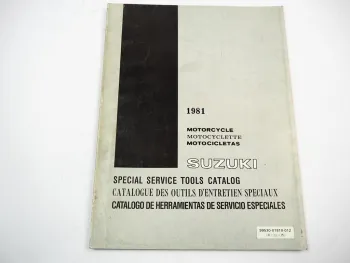 1981
MOTORCYCLE
MOTOCYCLETTE
MOTOCICLETAS
SUZUKI
SPECIAL SERVICE TOOLS CATALOG
CATALOGUE DES OUTILS D'ENTRETIEN SPECIAUX
CATALOGO DE HERRAMIENTAS DE SERVICIO ESPECIALES